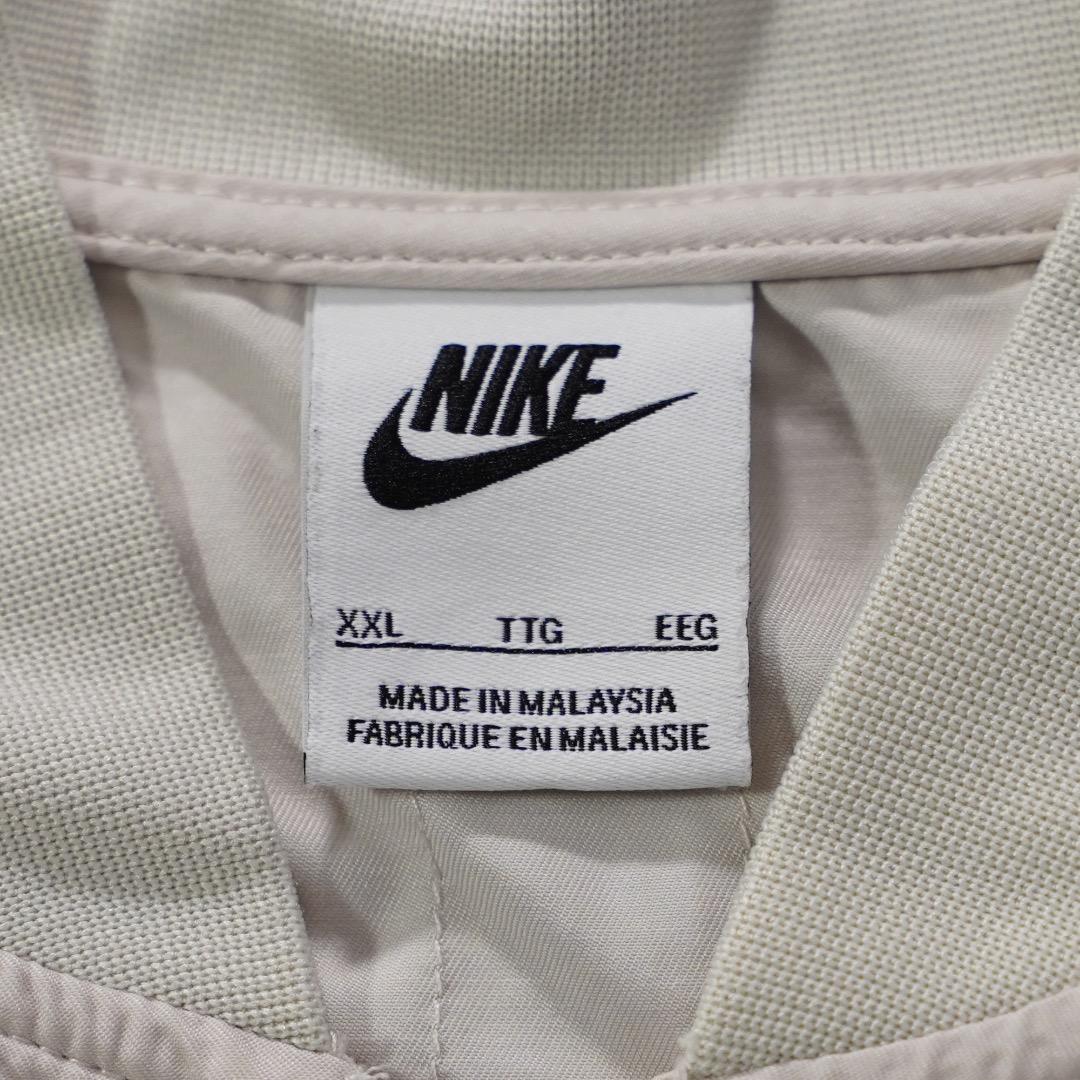 NIKE
XXL TTG EEG
MADE IN MALAYSIA
FABRIQUE EN MALAISIE